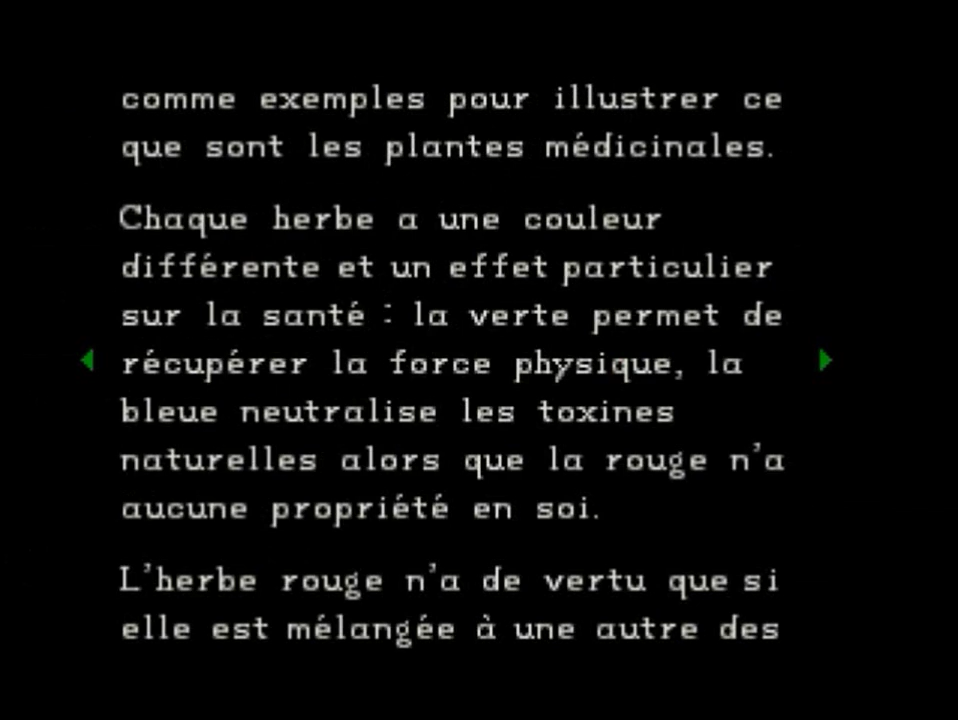 comme exemples pour illustrer ce
que sont les plantes médicinales.
Chaque herbe a une couleur
différente et un effet particulier
sur la santé : la verte permet de
récupérer la force physique, la
bleue neutralise les toxines
naturelles alors que la rouge n'a
aucune propriété en soi.
L'herbe rouge n'a de vertu que si
elle est mélangée à une autre des